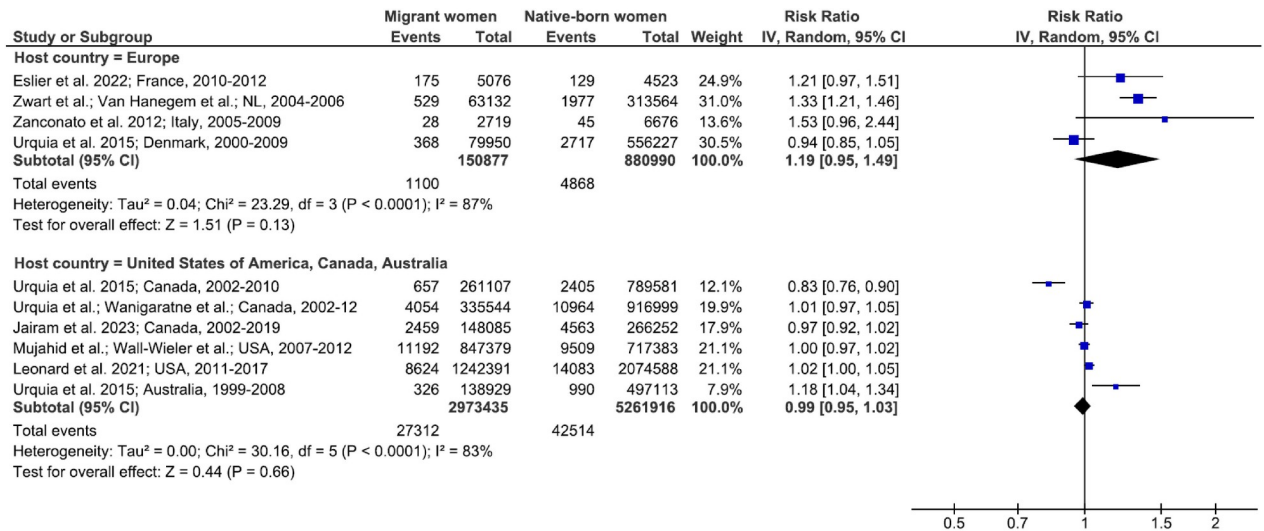 Migrant women Native-born women Risk Ratio Risk Ratio
Study or Subgroup Events Total Events Total Weight IV, Random, 95% CI IV, Random, 95% CI
Host country = Europe
Eslier et al. 2022; France, 2010-2012 175 5076 129 4523 24.9% 1.21 [0.97, 1.51]
Zwart et al.; Van Hanegem et al.; NL, 2004-2006 529 63132 1977 313564 31.0% 1.33 [1.21, 1.46]
Zanconato et al. 2012; Italy, 2005-2009 28 2719 45 6676 13.6% 1.53 [0.96, 2.44]
Urquia et al. 2015; Denmark, 2000-2009 368 79950 2717 556227 30.5% 0.94 [0.85, 1.05]
Subtotal (95% CI) 150877 880990 100.0% 1.19 [0.95, 1.49]
Total events 1100 4868
Heterogeneity: Tau² = 0.04; Chi² = 23.29, df = 3 (P < 0.0001); I² = 87%
Test for overall effect: Z = 1.51 (P = 0.13)
Host country = United States of America, Canada, Australia
Urquia et al. 2015; Canada, 2002-2010 657 261107 2405 789581 12.1% 0.83 [0.76, 0.90]
Urquia et al.; Wanigaratne et al.; Canada, 2002-12 4054 335544 10964 916999 19.9% 1.01 [0.97, 1.05]
Jairam et al. 2023; Canada, 2002-2019 2459 148085 4563 266252 17.9% 0.97 [0.92, 1.02]
Mujahid et al.; Wall-Wieler et al.; USA, 2007-2012 11192 847379 9509 717383 21.1% 1.00 [0.97, 1.02]
Leonard et al. 2021; USA, 2011-2017 8624 1242391 14083 2074588 21.1% 1.02 [1.00, 1.05]
Urquia et al. 2015; Australia, 1999-2008 326 138929 990 497113 7.9% 1.18 [1.04, 1.34]
Subtotal (95% CI) 2973435 5261916 100.0% 0.99 [0.95, 1.03]
Total events 27312 42514
Heterogeneity: Tau² = 0.00; Chi² = 30.16, df = 5 (P < 0.0001); I² = 83%
Test for overall effect: Z = 0.44 (P = 0.66)
0.5 0.7 1 1.5 2